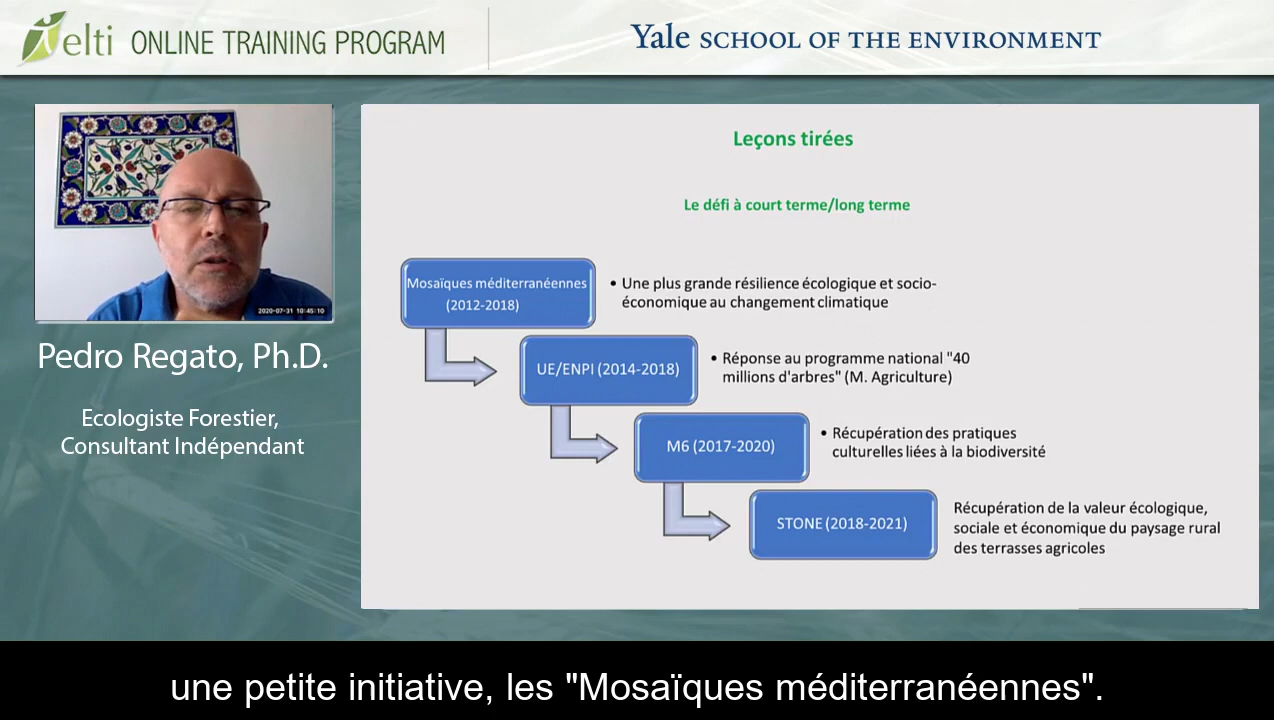 elti ONLINE TRAINING PROGRAM
Yale SCHOOL OF THE ENVIRONMENT
2020-07-31 10:45:10
Pedro Regato, Ph.D.
Ecologiste Forestier,
Consultant Indépendant
Leçons tirées
Le défi à court terme/long terme
Mosaïques méditerranéennes
(2012-2018)
• Une plus grande résilience écologique et socio-
économique au changement climatique
UE/ENPI (2014-2018)
• Réponse au programme national "40
millions d'arbres" (M. Agriculture)
M6 (2017-2020)
• Récupération des pratiques
culturelles liées à la biodiversité
STONE (2018-2021)
Récupération de la valeur écologique,
sociale et économique du paysage rural
des terrasses agricoles
une petite initiative, les "Mosaïques méditerranéennes".